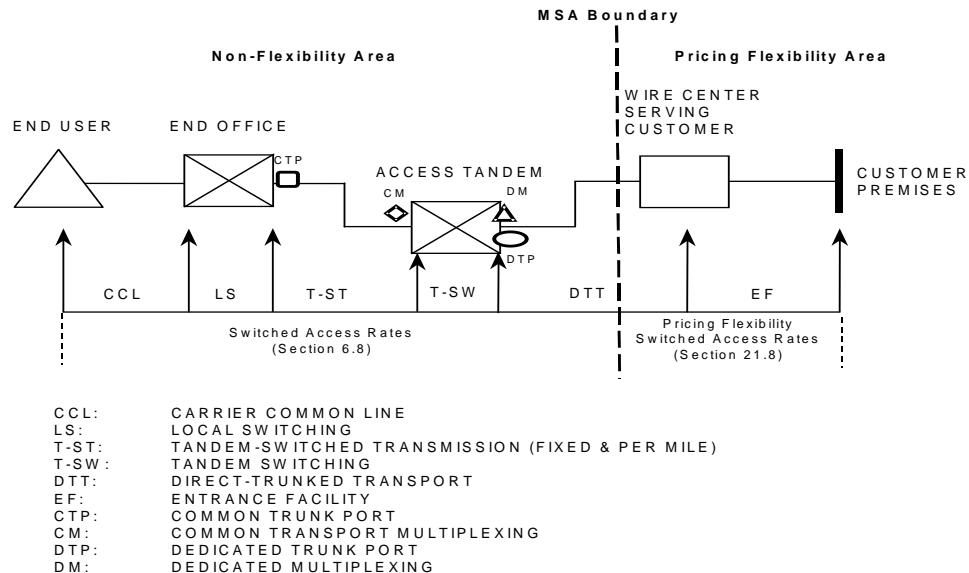 MSA Boundary
Non-Flexibility Area
Pricing Flexibility Area
WIRE CENTER
SERVING
CUSTOMER
END USER
END OFFICE
CTP
ACCESS TANDEM
CM
DM
CUSTOMER
PREMISES
DTP
CCL
LS
T-ST
T-SW
DTT
EF
Switched Access Rates
(Section 6.8)
Pricing Flexibility
Switched Access Rates
(Section 21.8)
CCL: CARRIER COMMON LINE
LS: LOCAL SWITCHING
T-ST: TANDEM-SWITCHED TRANSMISSION (FIXED & PER MILE)
T-SW: TANDEM SWITCHING
DTT: DIRECT-TRUNKED TRANSPORT
EF: ENTRANCE FACILITY
CTP: COMMON TRUNK PORT
CM: COMMON TRANSPORT MULTIPLEXING
DTP: DEDICATED TRUNK PORT
DM: DEDICATED MULTIPLEXING